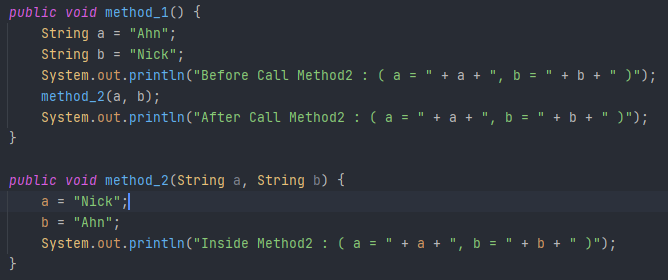 public void method_1() {
    String a = "Ahn";
    String b = "Nick";
    System.out.println("Before Call Method2 : ( a = " + a + ", b = " + b + " )");
    method_2(a, b);
    System.out.println("After Call Method2 : ( a = " + a + ", b = " + b + " )");
}

public void method_2(String a, String b) {
    a = "Nick";
    b = "Ahn";
    System.out.println("Inside Method2 : ( a = " + a + ", b = " + b + " )");
}